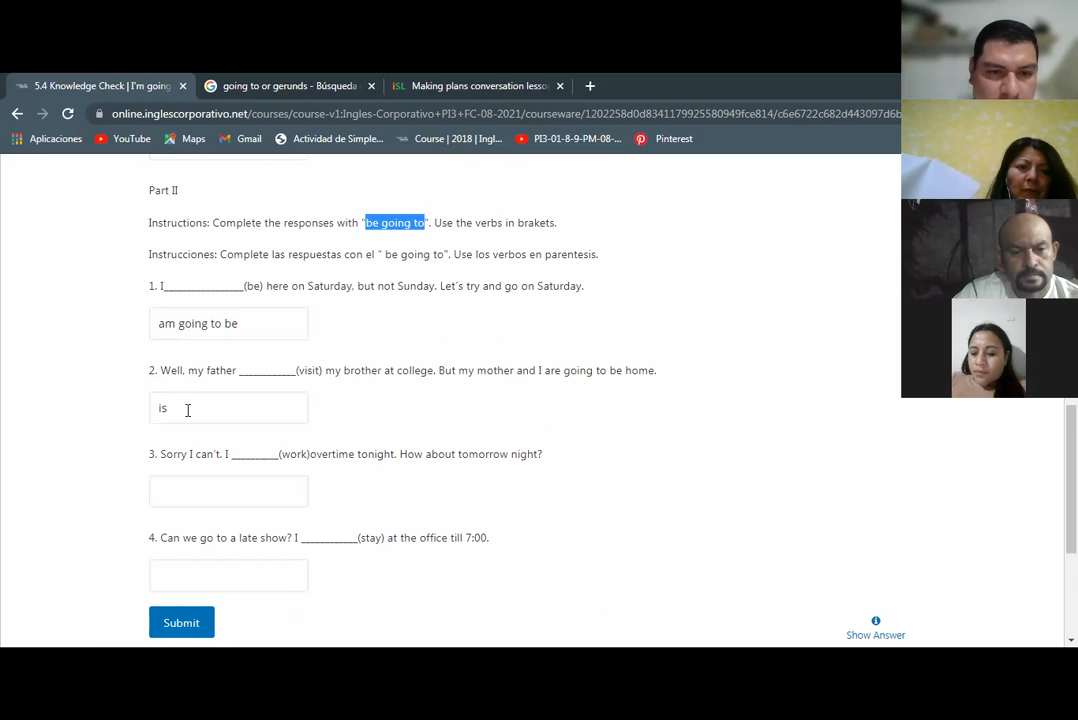 5.4 Knowledge Check | I'm going
going to or gerunds - Búsqueda
iSL Making plans conversation lesso
online.inglescorporativo.net/courses/course-v1:Ingles-Corporativo+PI3+FC-08-2021/courseware/1202258d0d8341179925580949fce814/c6e6722c682d443097d6b
Aplicaciones YouTube Maps Gmail Actividad de Simple... Course | 2018 | Ingl... PI3-01-8-9-PM-08-... Pinterest
Part II
Instructions: Complete the responses with "be going to". Use the verbs in brakets.
Instrucciones: Complete las respuestas con el " be going to". Use los verbos en parentesis.
1. I________________(be) here on Saturday, but not Sunday. Let´s try and go on Saturday.
am going to be
2. Well, my father ___________(visit) my brother at college. But my mother and I are going to be home.
is
3. Sorry I can´t. I _________(work)overtime tonight. How about tomorrow night?
4. Can we go to a late show? I ___________(stay) at the office till 7:00.
Submit
Show Answer